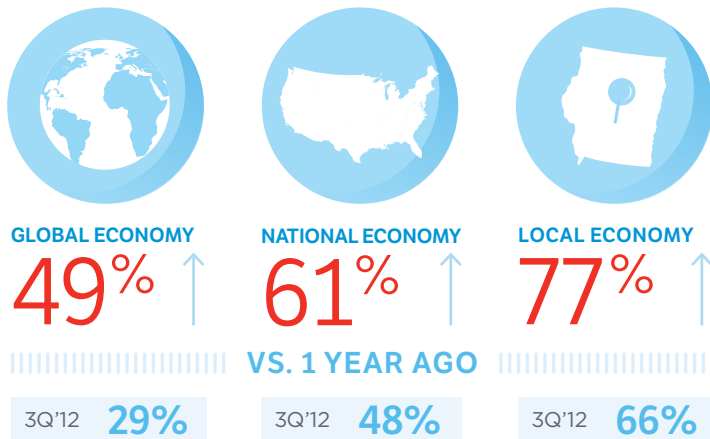 GLOBAL ECONOMY
49%
NATIONAL ECONOMY
61%
LOCAL ECONOMY
77%
VS. 1 YEAR AGO
3Q'12 29%
3Q'12 48%
3Q'12 66%